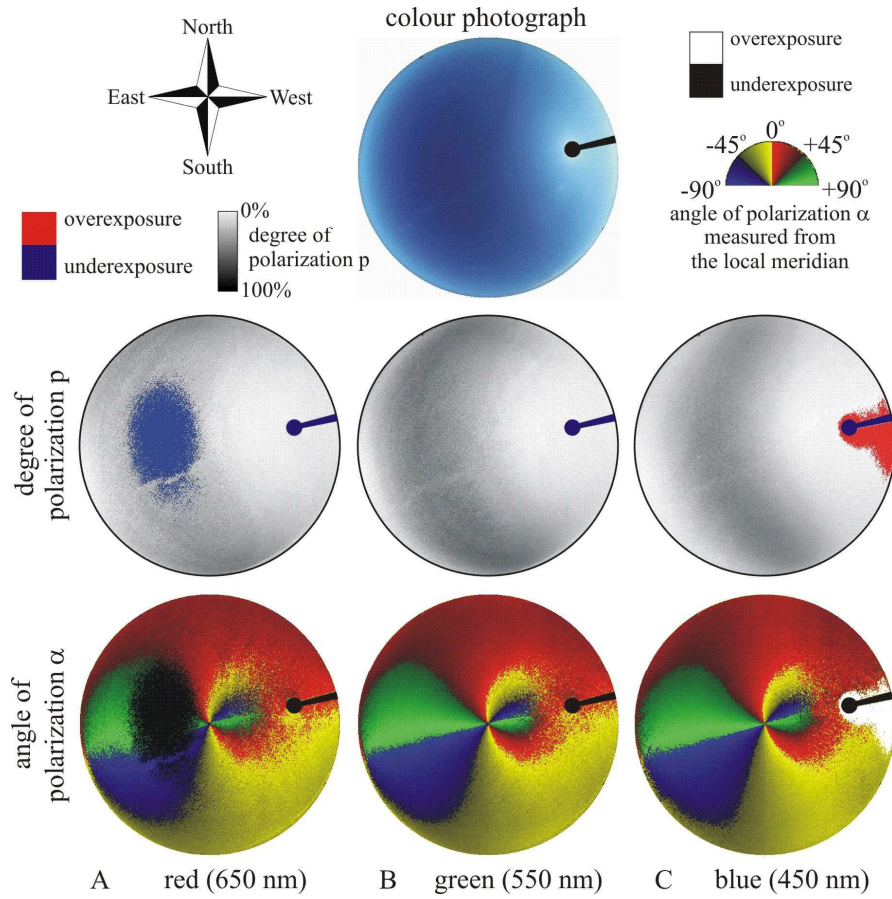 colour photograph
North
East
West
South
overexposure
underexposure
0%
degree of
polarization p
100%
overexposure
underexposure
0°
-45°
+45°
-90°
+90°
angle of polarization α
measured from
the local meridian
degree of
polarization p
angle of
polarization α
A red (650 nm)
B green (550 nm)
C blue (450 nm)